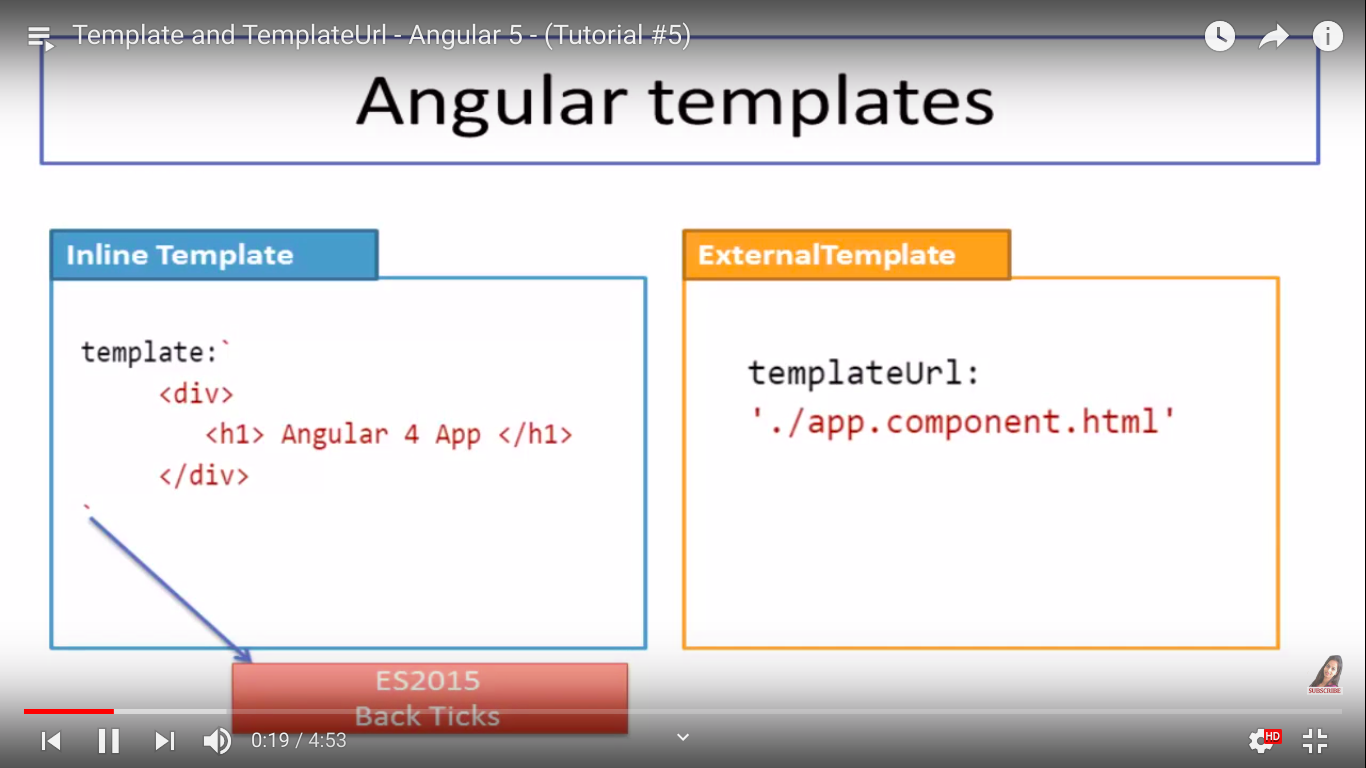 Template and TemplateUrl - Angular 5 - (Tutorial #5)
Angular templates
Inline Template
template:`
<div>
<h1> Angular 4 App </h1>
</div>
`
ES2015
Back Ticks
ExternalTemplate
templateUrl:
'./app.component.html'
SUBSCRIBE
0:19 / 4:53
HD